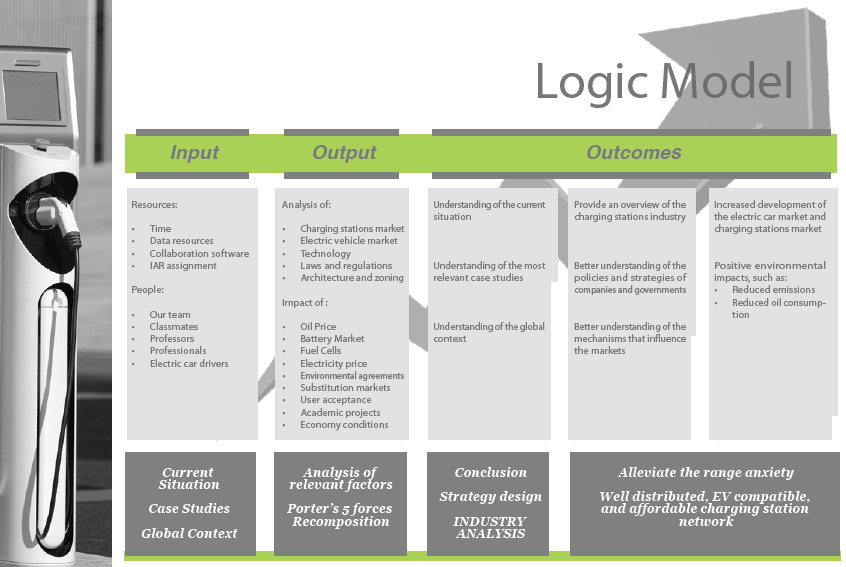 Logic Model
Input
Output
Outcomes
Resources:
• Time
• Data resources
• Collaboration software
• IAR assignment
People:
• Our team
• Classmates
• Professors
• Professionals
• Electric car drivers
Analysis of:
• Charging stations market
• Electric vehicle market
• Technology
• Laws and regulations
• Architecture and zoning
Impact of :
• Oil Price
• Battery Market
• Fuel Cells
• Electricity price
• Environmental agreements
• Substitution markets
• User acceptance
• Academic projects
• Economy conditions
Understanding of the current
situation
Understanding of the most
relevant case studies
Understanding of the global
context
Provide an overview of the
charging stations industry
Better understanding of the
policies and strategies of
companies and governments
Better understanding of the
mechanisms that influence
the markets
Increased development of
the electric car market and
charging stations market
Positive environmental
impacts, such as:
• Reduced emissions
• Reduced oil consump-
tion
Current
Situation
Case Studies
Global Context
Analysis of
relevant factors
Porter's 5 forces
Recomposition
Conclusion
Strategy design
INDUSTRY
ANALYSIS
Alleviate the range anxiety
Well distributed, EV compatible,
and affordable charging station
network